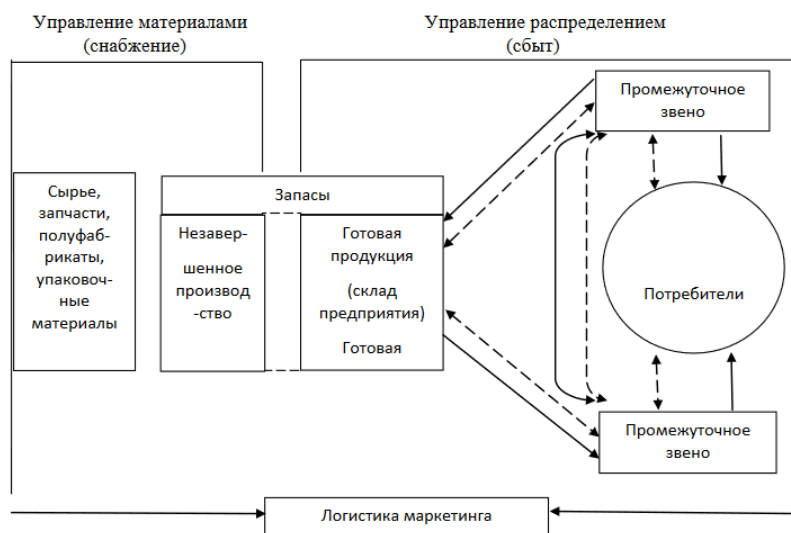 Управление материалами
(снабжение)
Управление распределением
(сбыт)
Промежуточное
звено
Сырье,
запчасти,
полуфаб-
рикаты,
упаковоч-
ные
материалы
Запасы
Незавер-
шенное
производ
-ство
Готовая
продукция
(склад
предприятия)
Готовая
Потребители
Промежуточное
звено
Логистика маркетинга